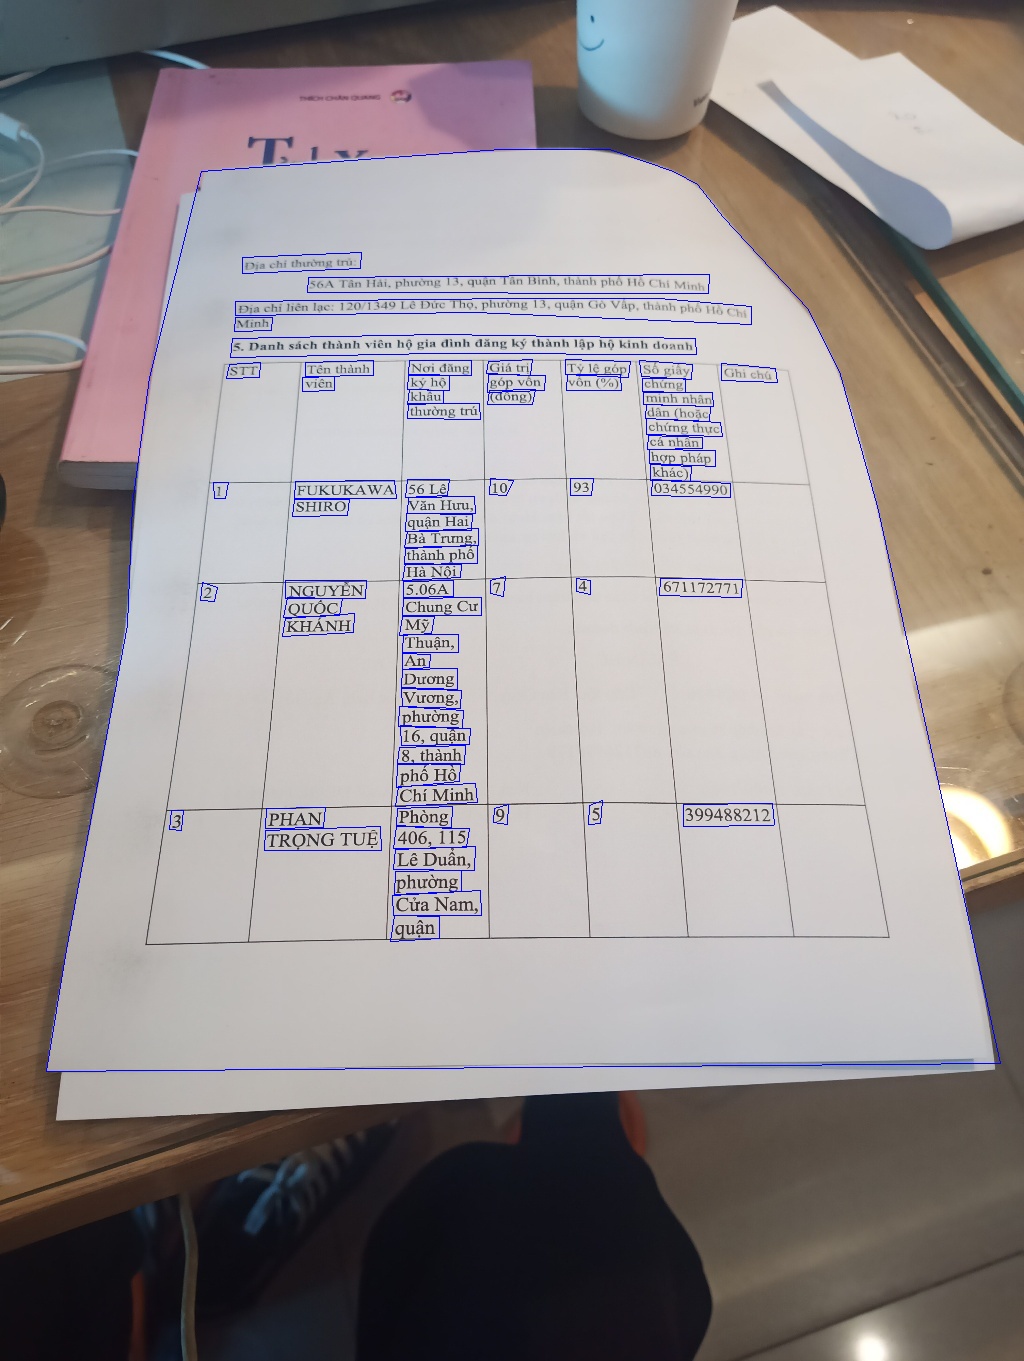 THÍCH CHÂN QUANG
Địa chỉ thường trú:
56A Tân Hải, phường 13, quận Tân Bình, thành phố Hồ Chí Minh
Địa chỉ liên lạc: 120/1349 Lê Đức Thọ, phường 13, quận Gò Vấp, thành phố Hồ Chí
Minh
5. Danh sách thành viên hộ gia đình đăng ký thành lập hộ kinh doanh
STT
Tên thành
viên
Nơi đăng
ký hộ
khẩu
thường trú
Giá trị
góp vốn
(đồng)
Tỷ lệ góp
vốn (%)
Số giấy
chứng
minh nhân
dân (hoặc
chứng thực
cá nhân
hợp pháp
khác)
Ghi chú
1
FUKUKAWA
SHIRO
56 Lê
Văn Hưu,
quận Hai
Bà Trưng,
thành phố
Hà Nội
10
93
034554990
2
NGUYỄN
QUỐC
KHÁNH
5.06A
Chung Cư
Mỹ
Thuận,
An
Dương
Vương,
phường
16, quận
8, thành
phố Hồ
Chí Minh
7
4
671172771
3
PHAN
TRỌNG TUỆ
Phòng
406, 115
Lê Duẩn,
phường
Cửa Nam,
quận
9
5
399488212